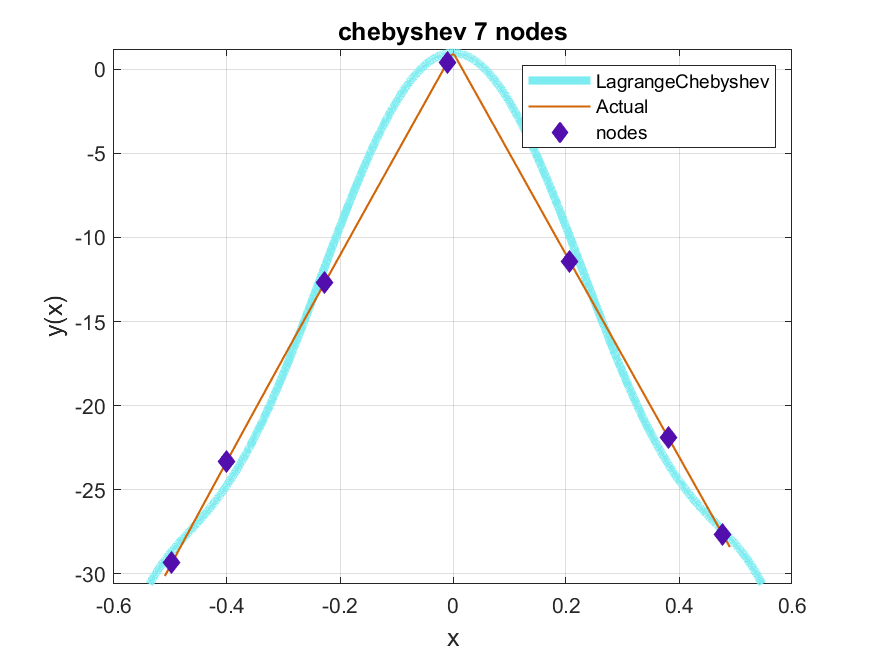 chebyshev 7 nodes
LagrangeChebyshev
Actual
nodes
y(x)
0
-5
-10
-15
-20
-25
-30
-0.6 -0.4 -0.2 0 0.2 0.4 0.6
x